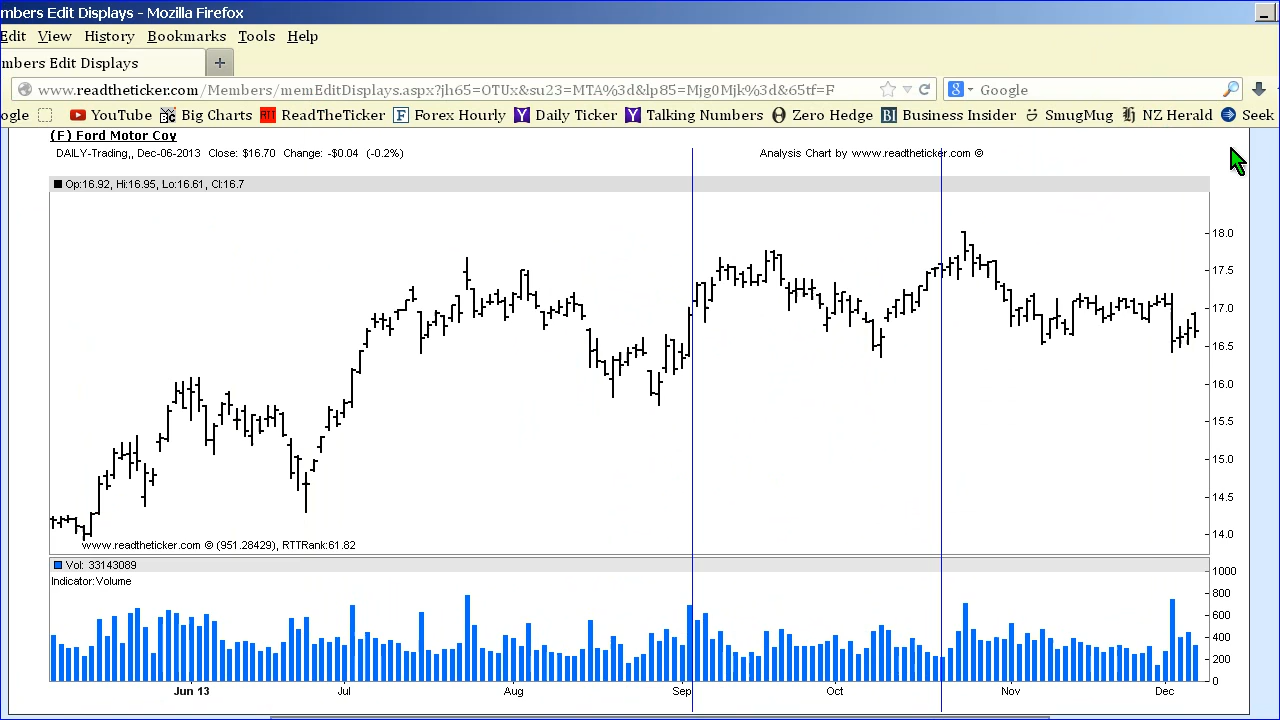 mbers Edit Displays - Mozilla Firefox
Edit View History Bookmarks Tools Help
mbers Edit Displays +
www.readtheticker.com/Members/memEditDisplays.aspx?jh65=OTUx&su23=MTA%3d&lp85=Mjg0Mjk%3d&65tf=F Google
ogle YouTube Big Charts ReadTheTicker Forex Hourly Daily Ticker Talking Numbers Zero Hedge Business Insider SmugMug NZ Herald Seek
(F) Ford Motor Coy
DAILY-Trading,, Dec-06-2013 Close: $16.70 Change: -$0.04 (-0.2%) Analysis Chart by www.readtheticker.com ©
Op:16.92, Hi:16.95, Lo:16.61, Cl:16.7
18.0
17.5
17.0
16.5
16.0
15.5
15.0
14.5
14.0
www.readtheticker.com © (951.28429), RTTRank:61.82
Vol: 33143089
Indicator:Volume
1000
800
600
400
200
0
Jun 13 Jul Aug Sep Oct Nov Dec